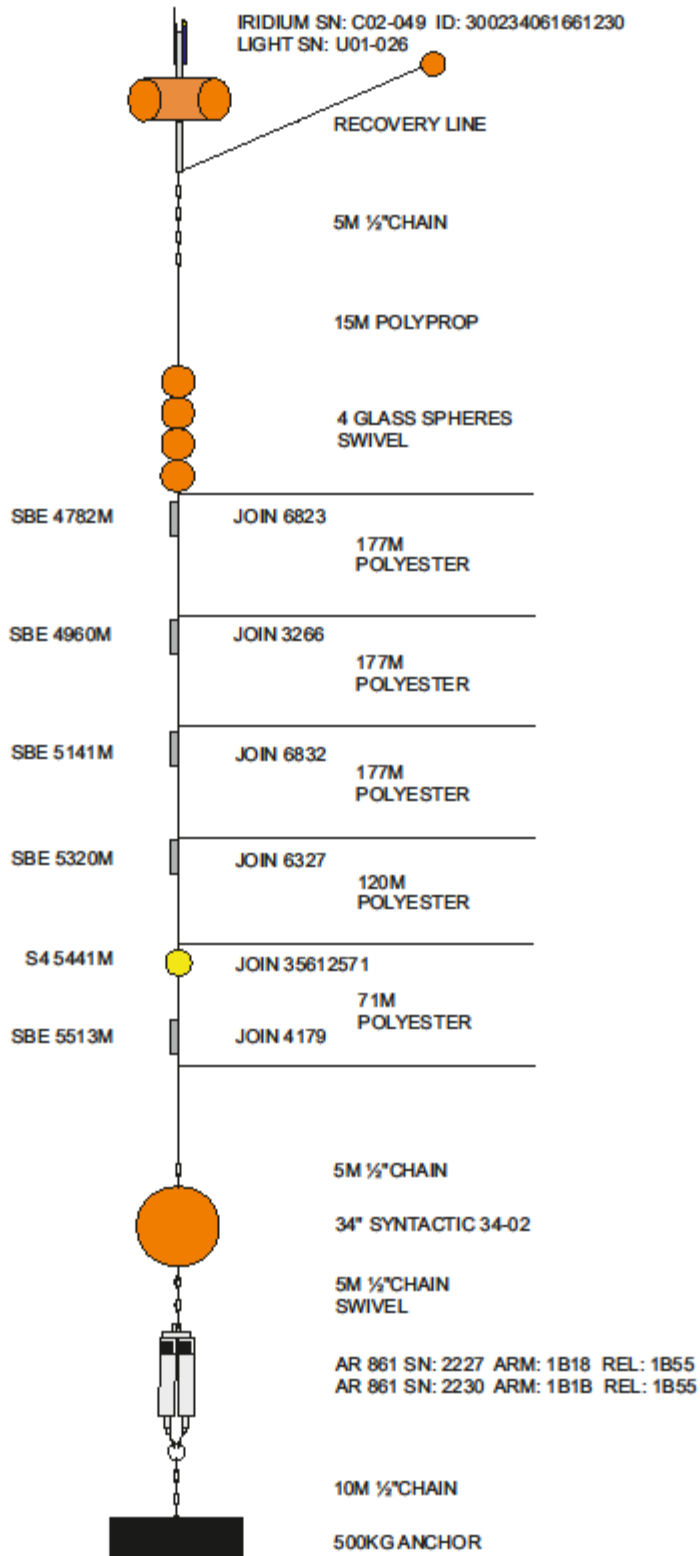 IRIDIUM SN: C02-049 ID: 300234061661230
LIGHT SN: U01-026
RECOVERY LINE
5M ½"CHAIN
15M POLYPROP
4 GLASS SPHERES
SWIVEL
SBE 4782M
JOIN 6823
177M
POLYESTER
SBE 4960M
JOIN 3266
177M
POLYESTER
SBE 5141M
JOIN 6832
177M
POLYESTER
SBE 5320M
JOIN 6327
120M
POLYESTER
S4 5441M
JOIN 35612571
71M
POLYESTER
SBE 5513M
JOIN 4179
5M ½"CHAIN
34" SYNTACTIC 34-02
5M ½"CHAIN
SWIVEL
AR 861 SN: 2227 ARM: 1B18 REL: 1B55
AR 861 SN: 2230 ARM: 1B1B REL: 1B55
10M ½"CHAIN
500KG ANCHOR